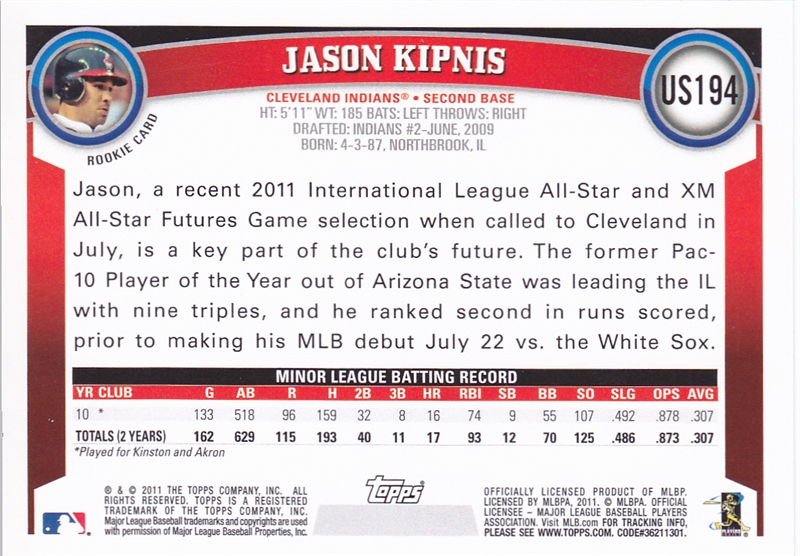 JASON KIPNIS
US194
CLEVELAND INDIANS® • SECOND BASE
HT: 5'11" WT: 185 BATS: LEFT THROWS: RIGHT
DRAFTED: INDIANS #2-JUNE, 2009
BORN: 4-3-87, NORTHBROOK, IL
ROOKIE CARD
Jason, a recent 2011 International League All-Star and XM
All-Star Futures Game selection when called to Cleveland in
July, is a key part of the club's future. The former Pac-
10 Player of the Year out of Arizona State was leading the IL
with nine triples, and he ranked second in runs scored,
prior to making his MLB debut July 22 vs. the White Sox.
MINOR LEAGUE BATTING RECORD
YR CLUB G AB R H 2B 3B HR RBI SB BB SO SLG OPS AVG
10 * 133 518 96 159 32 8 16 74 9 55 107 .492 .878 .307
TOTALS (2 YEARS) 162 629 115 193 40 11 17 93 12 70 125 .486 .873 .307
*Played for Kinston and Akron
® & © 2011 THE TOPPS COMPANY, INC. ALL
RIGHTS RESERVED. TOPPS IS A REGISTERED
TRADEMARK OF THE TOPPS COMPANY, INC.
Major League Baseball trademarks and copyrights are used
with permission of Major League Baseball Properties, Inc.
Topps
OFFICIALLY LICENSED PRODUCT OF MLBP.
LICENSED BY MLBPA, 2011. © MLBPA. OFFICIAL
LICENSEE – MAJOR LEAGUE BASEBALL PLAYERS
ASSOCIATION. Visit MLB.com FOR TRACKING INFO,
PLEASE SEE WWW.TOPPS.COM. CODE#36211301.